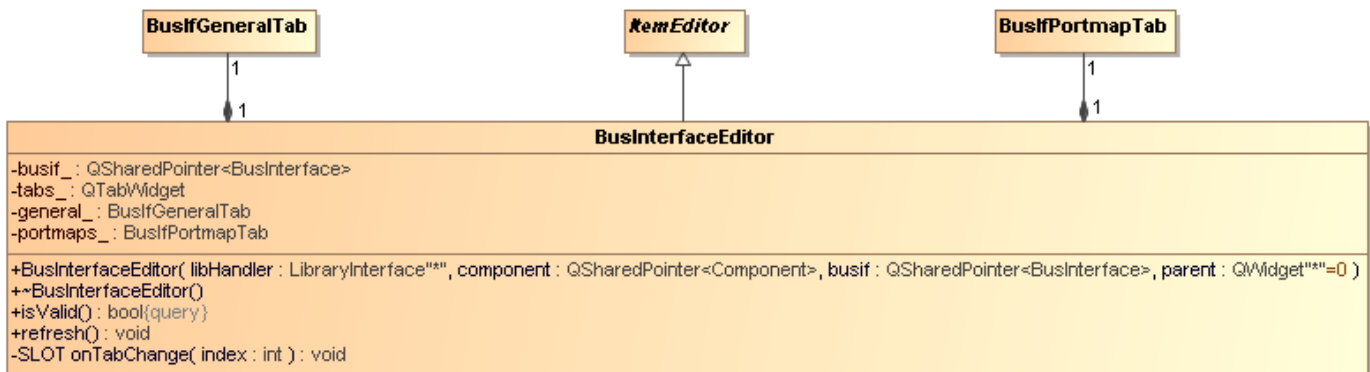 BusIfGeneralTab
ItemEditor
BusIfPortmapTab
1
1
1
1
BusInterfaceEditor
-busif_ : QSharedPointer<BusInterface>
-tabs_ : QTabWidget
-general_ : BusIfGeneralTab
-portmaps_ : BusIfPortmapTab
+BusInterfaceEditor( libHandler : LibraryInterface"*", component : QSharedPointer<Component>, busif : QSharedPointer<BusInterface>, parent : QWidget"*"=0 )
+~BusInterfaceEditor()
+isValid() : bool{query}
+refresh() : void
-SLOT onTabChange( index : int ) : void